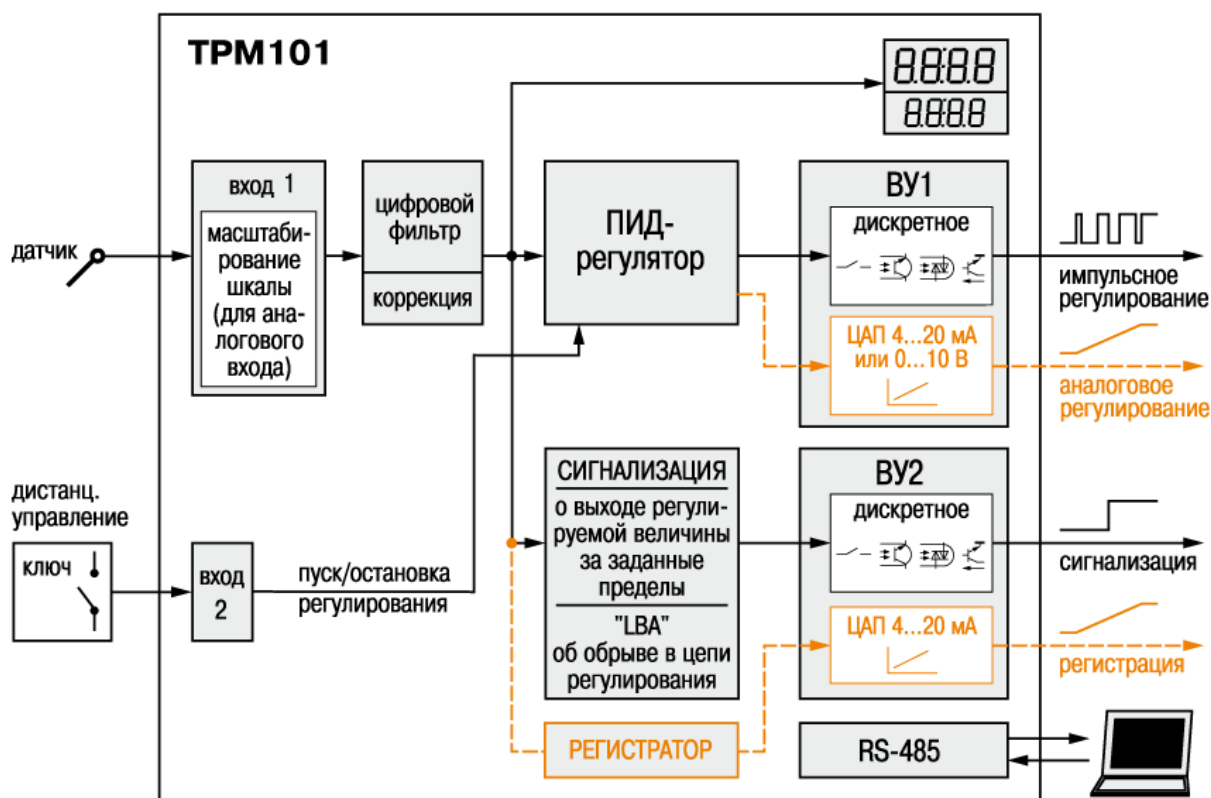 ТРМ101
8.8:8.8
8.8.8.8
вход 1
масштаби-
рование
шкалы
(для ана-
логового
входа)
цифровой
фильтр
коррекция
ПИД-
регулятор
ВУ1
дискретное
ЦАП 4...20 мА
или 0...10 В
датчик
импульсное
регулирование
аналоговое
регулирование
дистанц.
управление
ключ
вход
2
пуск/остановка
регулирования
СИГНАЛИЗАЦИЯ
о выходе регули-
руемой величины
за заданные
пределы
"LBA"
об обрыве в цепи
регулирования
РЕГИСТРАТОР
ВУ2
дискретное
ЦАП 4...20 мА
сигнализация
регистрация
RS-485